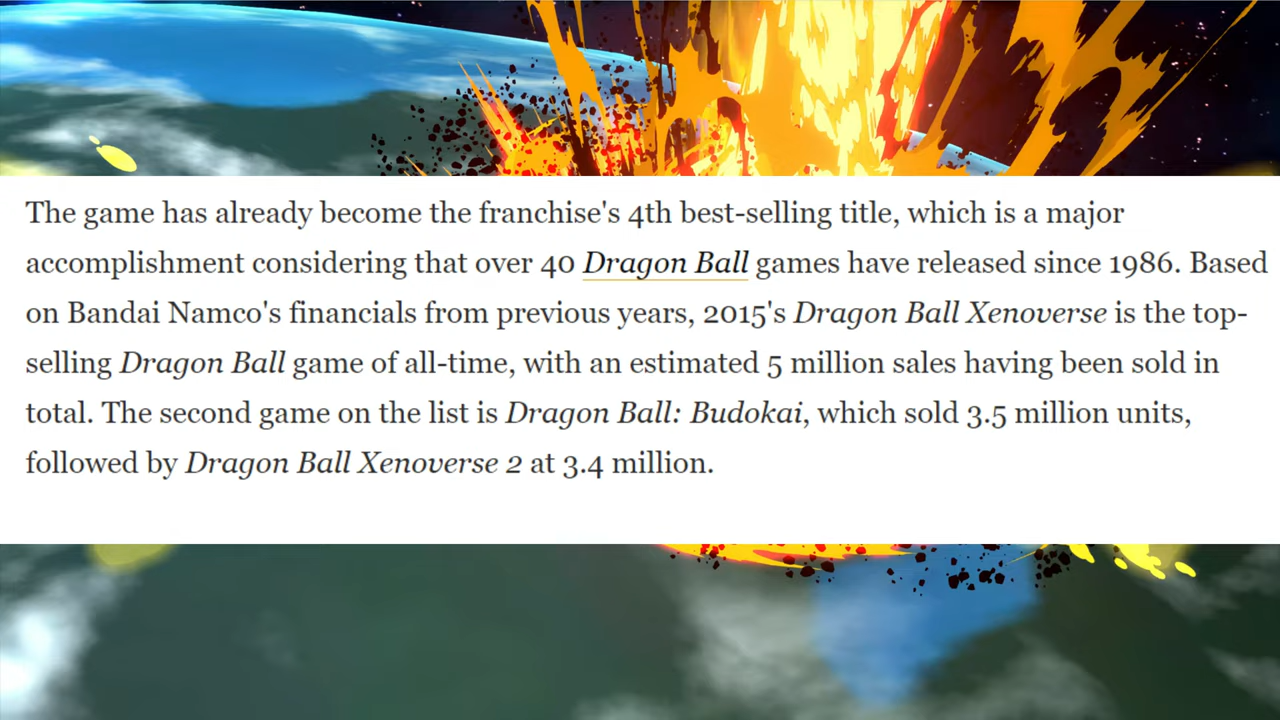 The game has already become the franchise's 4th best-selling title, which is a major
accomplishment considering that over 40 Dragon Ball games have released since 1986. Based
on Bandai Namco's financials from previous years, 2015's Dragon Ball Xenoverse is the top-
selling Dragon Ball game of all-time, with an estimated 5 million sales having been sold in
total. The second game on the list is Dragon Ball: Budokai, which sold 3.5 million units,
followed by Dragon Ball Xenoverse 2 at 3.4 million.